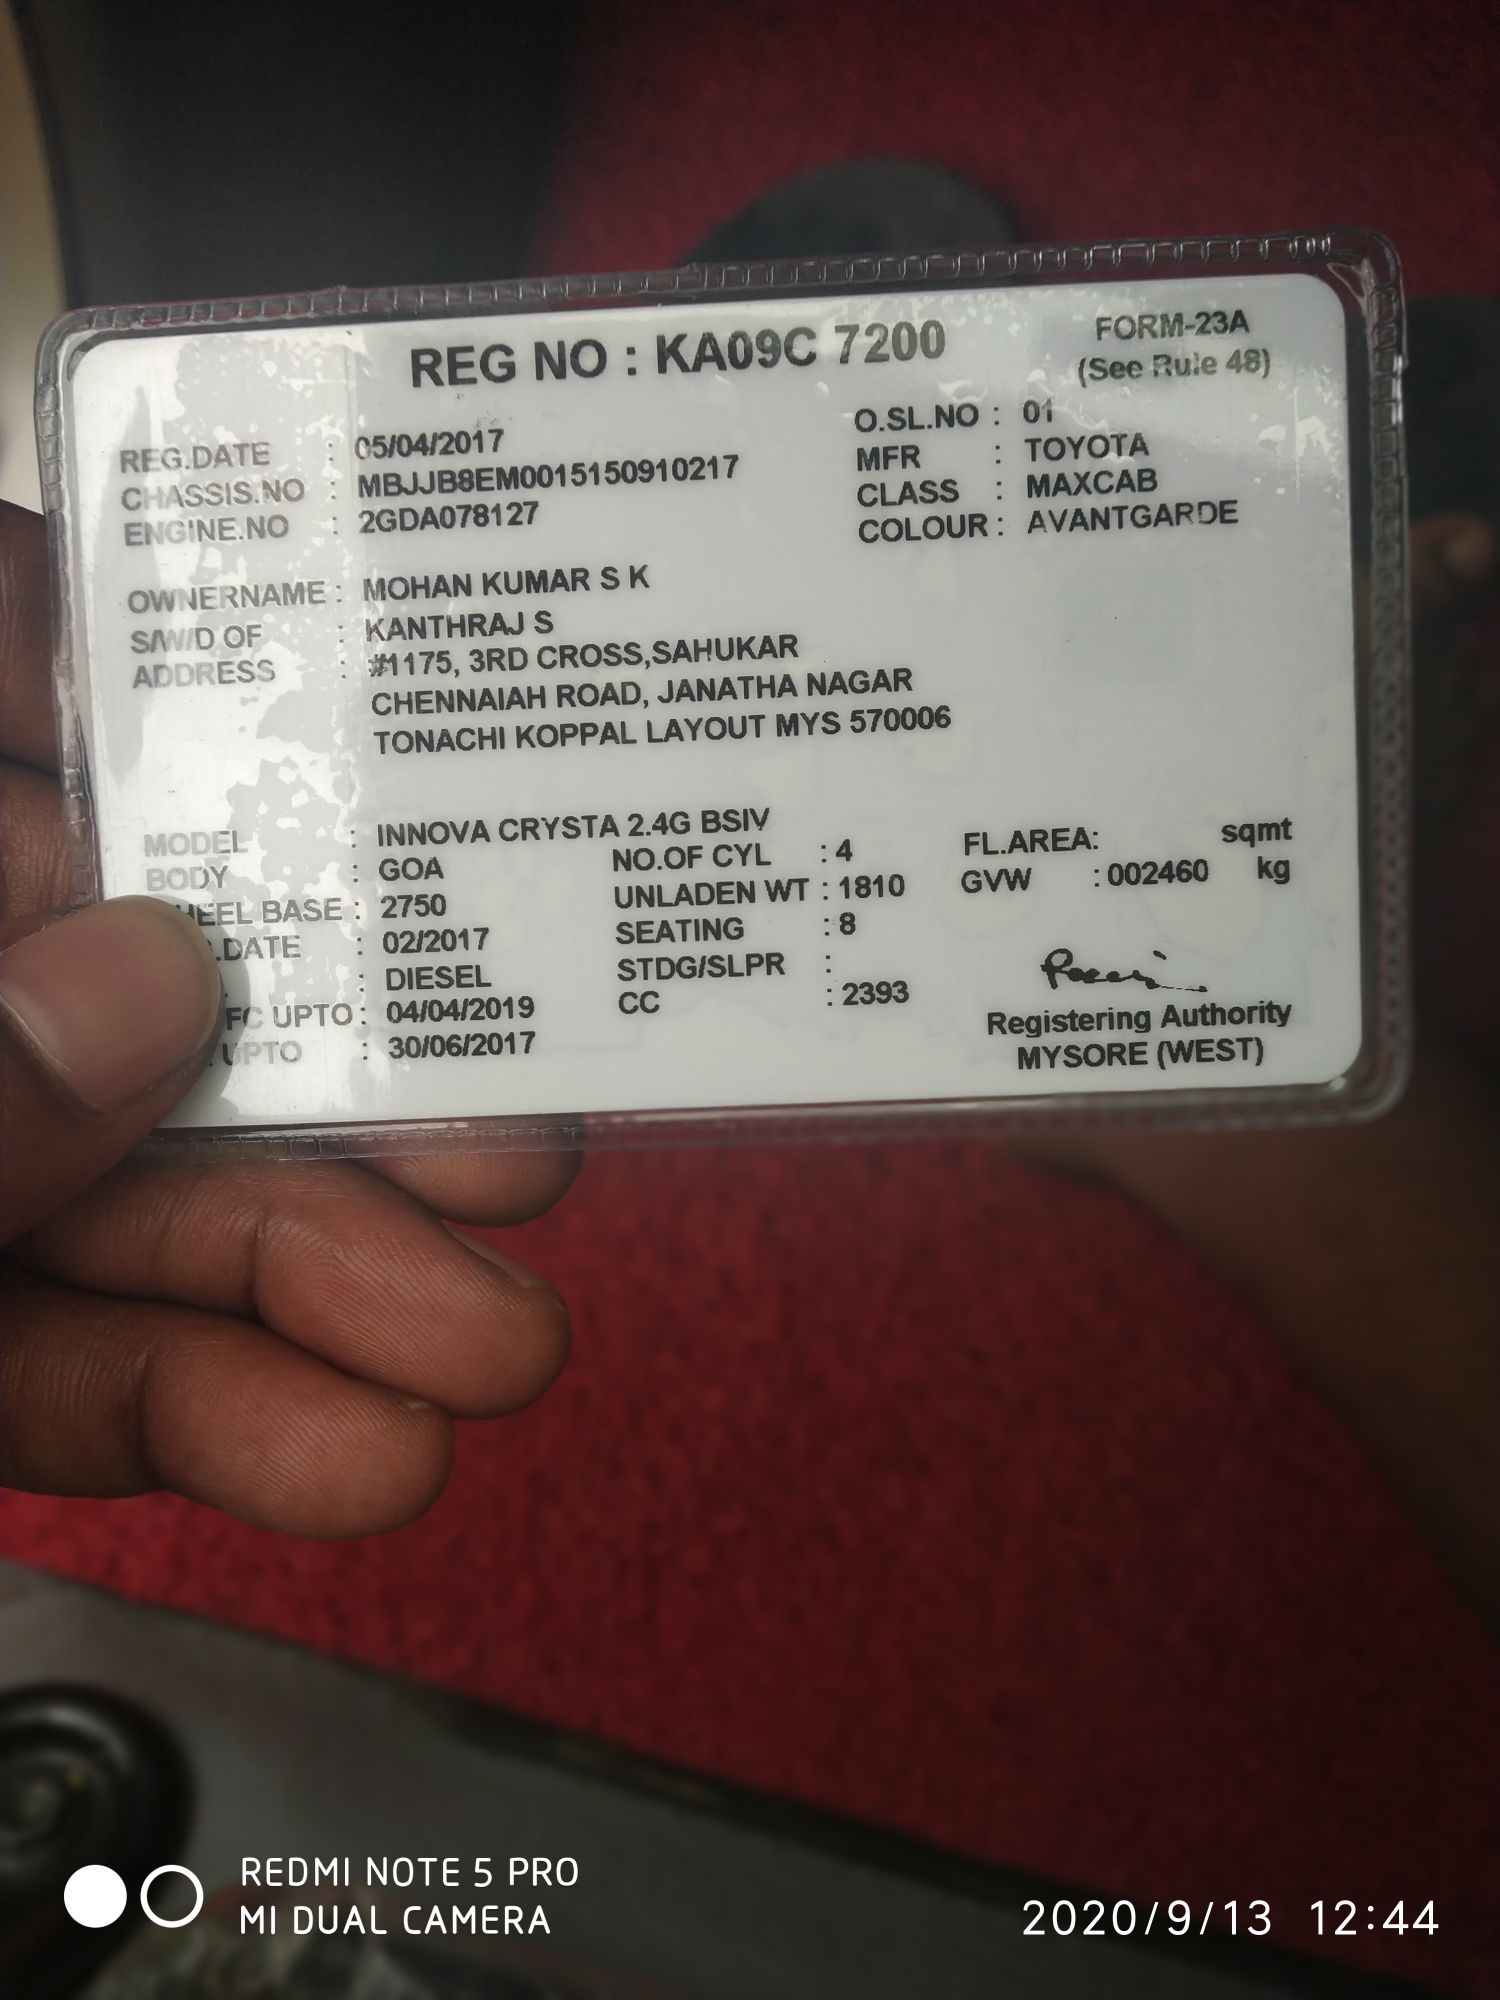 REG NO : KA09C 7200
FORM-23A
(See Rule 48)
REG.DATE : 05/04/2017
CHASSIS.NO : MBJJB8EM0015150910217
ENGINE.NO : 2GDA078127
O.SL.NO : 01
MFR : TOYOTA
CLASS : MAXCAB
COLOUR : AVANTGARDE
OWNERNAME : MOHAN KUMAR S K
S/W/D OF : KANTHRAJ S
ADDRESS : #1175, 3RD CROSS,SAHUKAR
CHENNAIAH ROAD, JANATHA NAGAR
TONACHI KOPPAL LAYOUT MYS 570006
MODEL : INNOVA CRYSTA 2.4G BSIV
BODY : GOA
HEEL BASE : 2750
.DATE : 02/2017
: DIESEL
FC UPTO : 04/04/2019
UPTO : 30/06/2017
NO.OF CYL : 4
UNLADEN WT : 1810
SEATING : 8
STDG/SLPR :
CC : 2393
FL.AREA: sqmt
GVW : 002460 kg
Registering Authority
MYSORE (WEST)
REDMI NOTE 5 PRO
MI DUAL CAMERA
2020/9/13 12:44